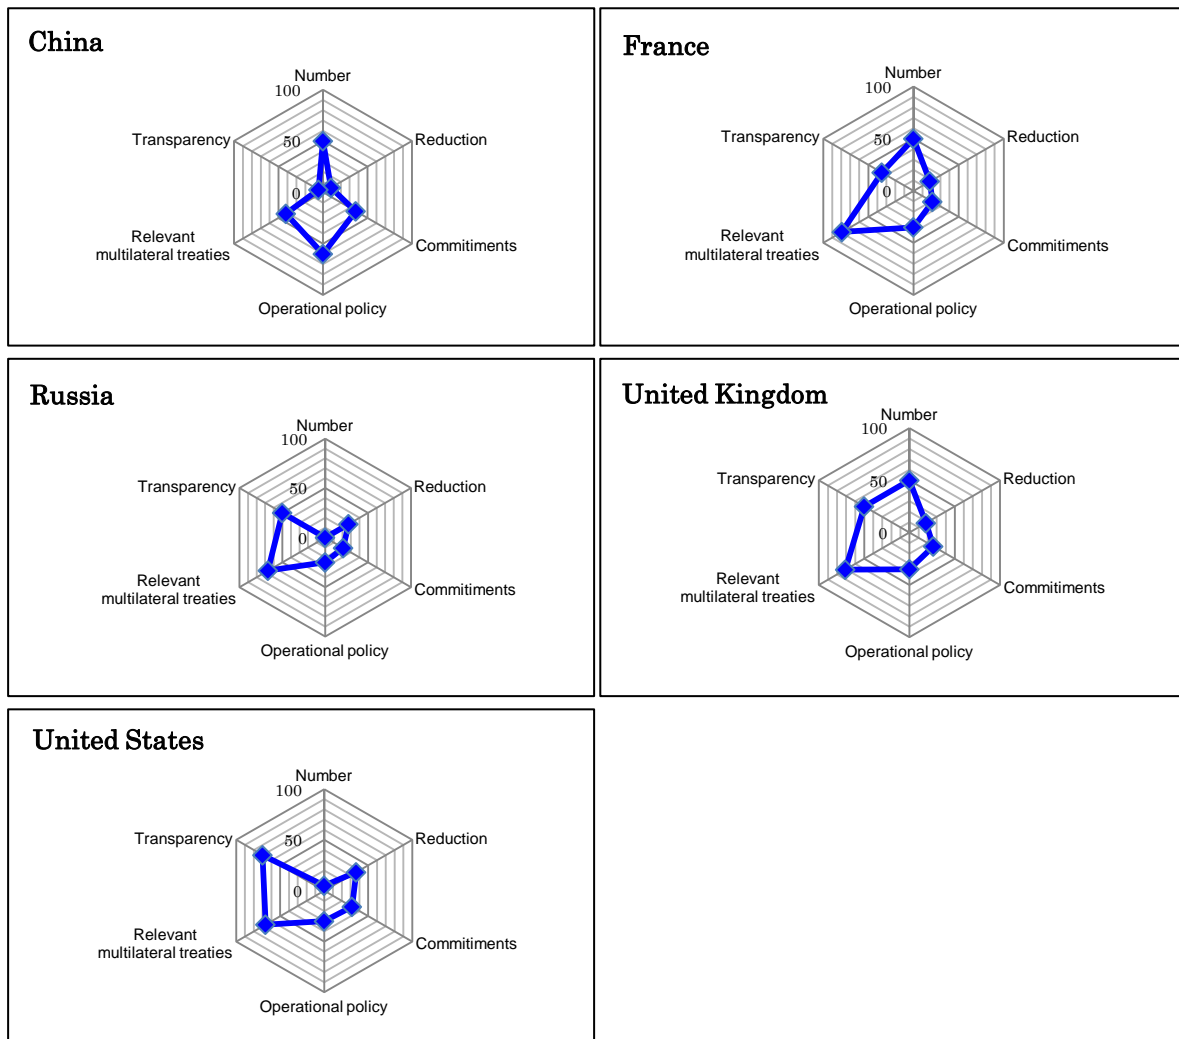 China
Number
100
Transparency
Reduction
50
0
Relevant
multilateral treaties
Commitiments
Operational policy
France
Number
100
Transparency
Reduction
50
0
Relevant
multilateral treaties
Commitiments
Operational policy
Russia
Number
100
Transparency
50
Reduction
0
Relevant
multilateral treaties
Commitiments
Operational policy
United Kingdom
Number
100
Transparency
50
Reduction
0
Relevant
multilateral treaties
Commitiments
Operational policy
United States
Number
100
Transparency
50
Reduction
0
Relevant
multilateral treaties
Commitiments
Operational policy